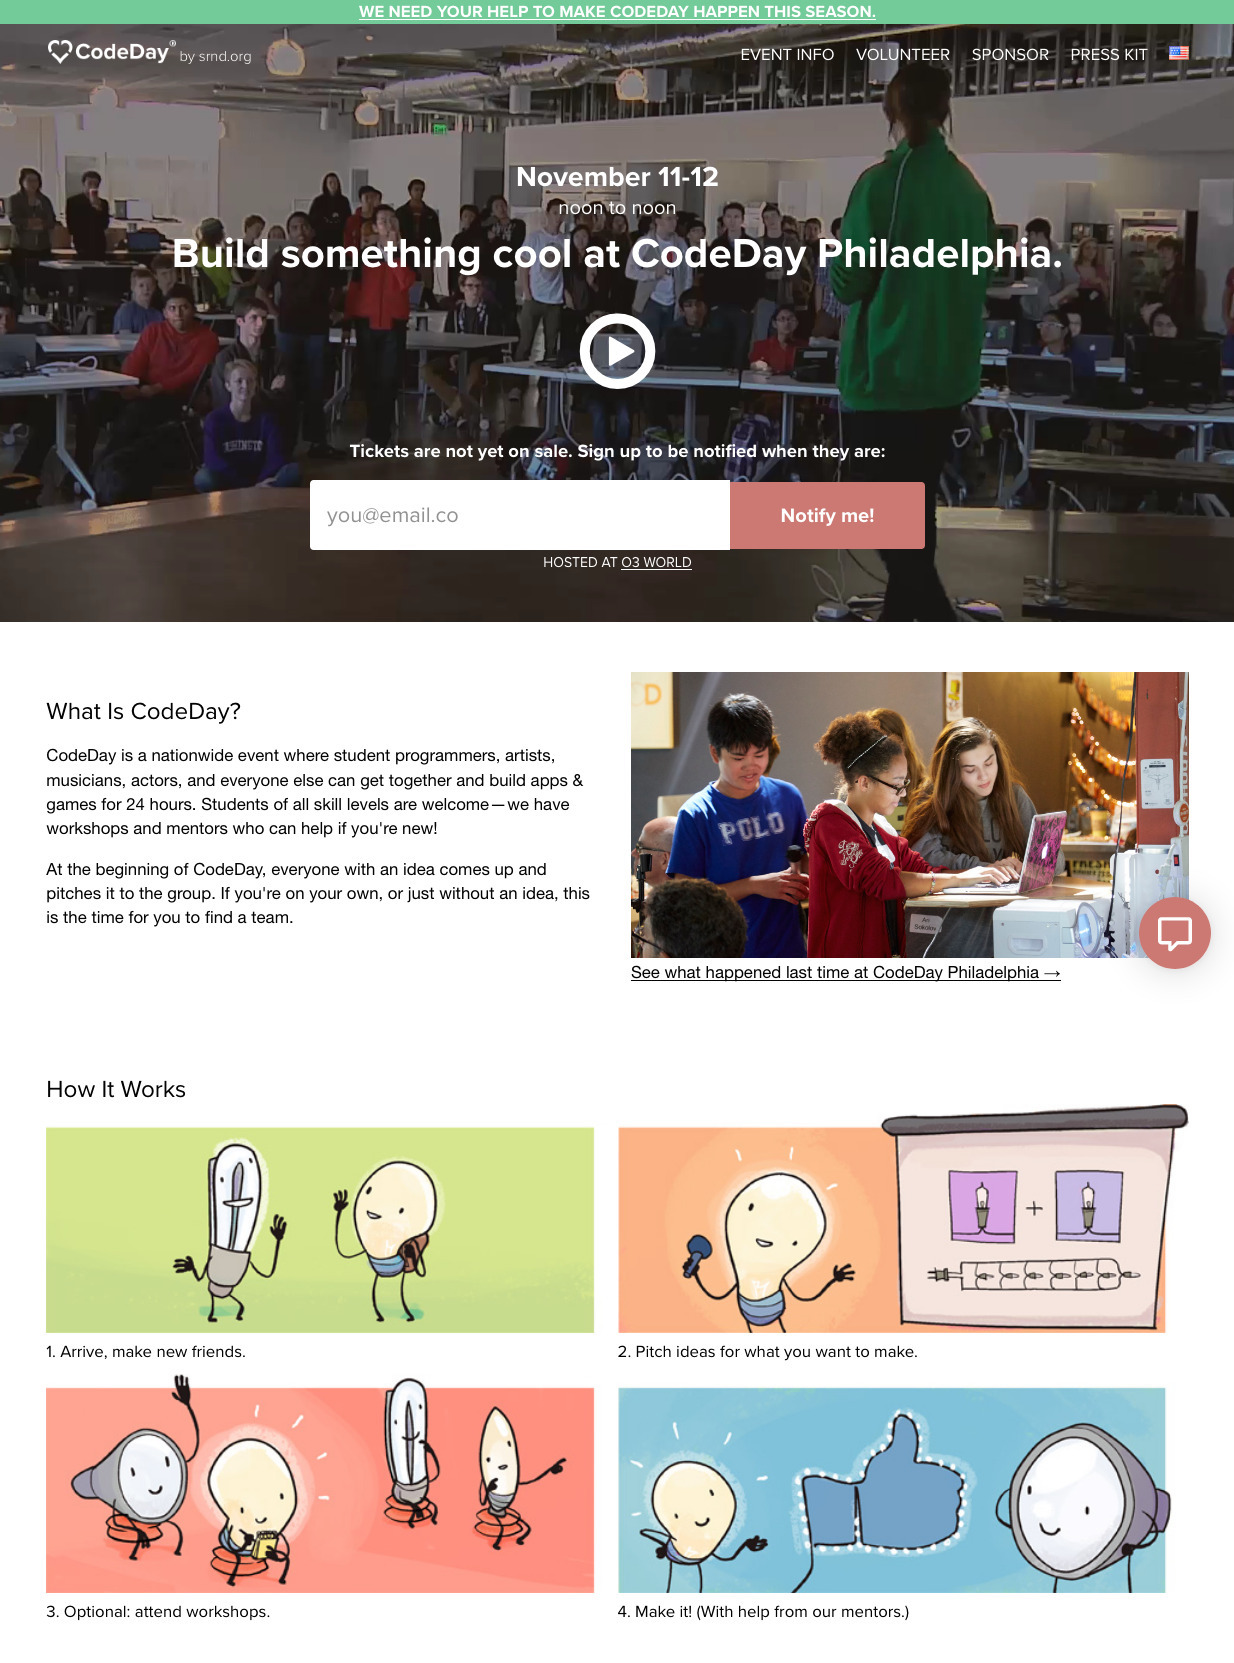 WE NEED YOUR HELP TO MAKE CODEDAY HAPPEN THIS SEASON.
CodeDay® by srnd.org
EVENT INFO VOLUNTEER SPONSOR PRESS KIT
November 11-12
noon to noon
Build something cool at CodeDay Philadelphia.
Tickets are not yet on sale. Sign up to be notified when they are:
you@email.co
Notify me!
HOSTED AT O3 WORLD
What Is CodeDay?
CodeDay is a nationwide event where student programmers, artists,
musicians, actors, and everyone else can get together and build apps &
games for 24 hours. Students of all skill levels are welcome—we have
workshops and mentors who can help if you're new!
At the beginning of CodeDay, everyone with an idea comes up and
pitches it to the group. If you're on your own, or just without an idea, this
is the time for you to find a team.
D
POLO
See what happened last time at CodeDay Philadelphia →
How It Works
+
1. Arrive, make new friends.
2. Pitch ideas for what you want to make.
3. Optional: attend workshops.
4. Make it! (With help from our mentors.)